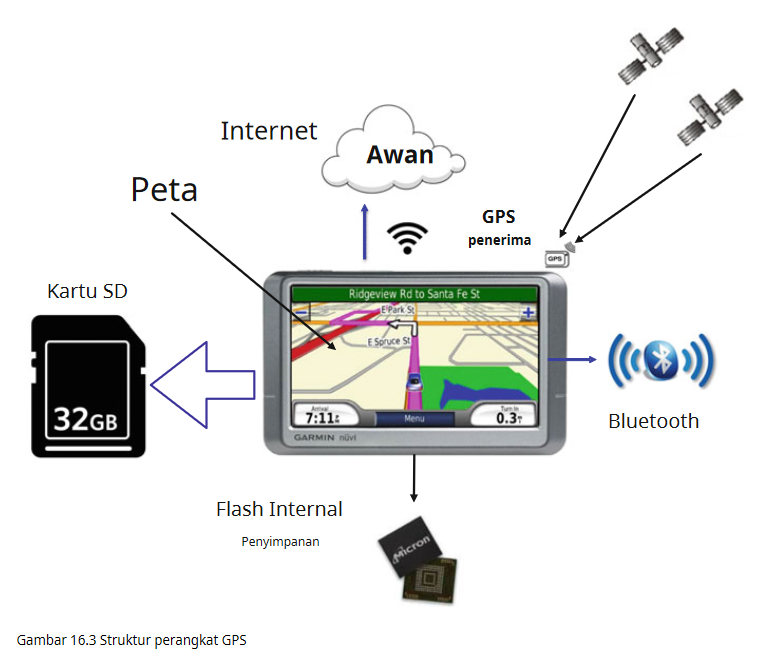 Internet
Awan
Peta
GPS
penerima
GPS
Kartu SD
Ridgeview Rd to Santa Fe St
E Park St
E Spruce St
32GB
Arrival
7:11
Menu
Turn In
0.3
GARMIN nüvi
Bluetooth
Flash Internal
Penyimpanan
Micron
Gambar 16.3 Struktur perangkat GPS